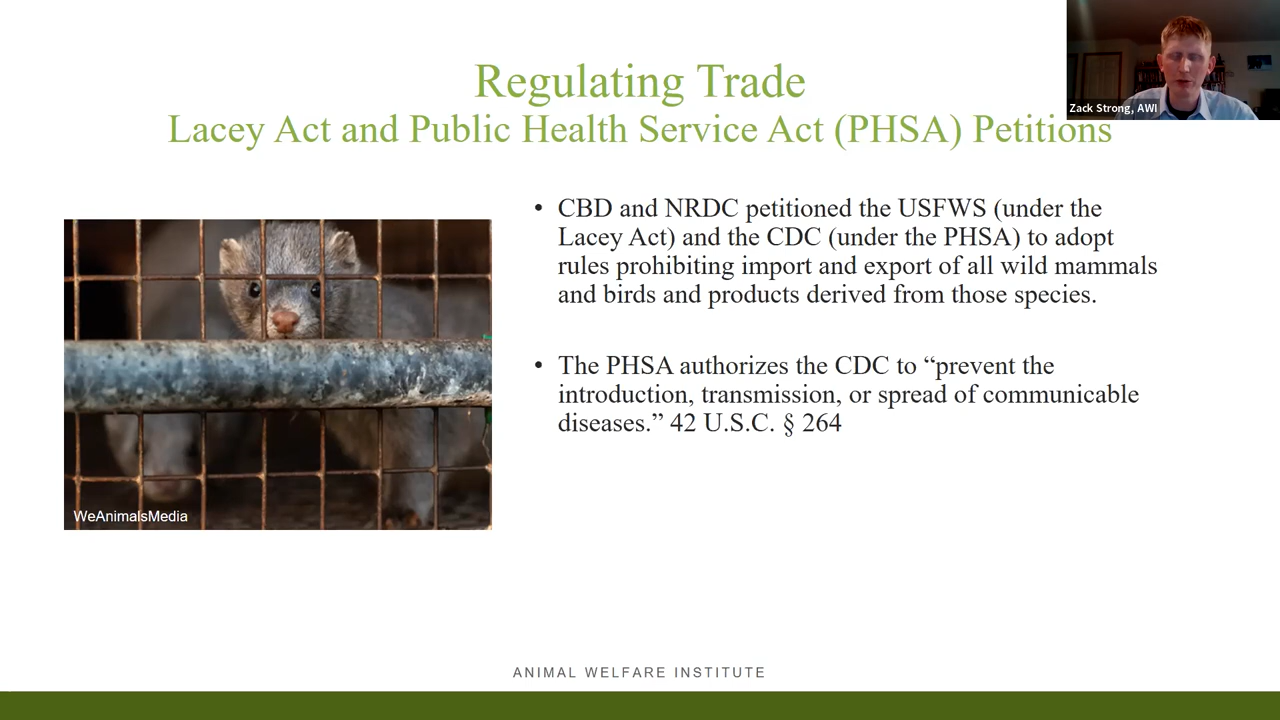 Regulating Trade
Lacey Act and Public Health Service Act (PHSA) Petitions
Zack Strong, AWI
• CBD and NRDC petitioned the USFWS (under the
Lacey Act) and the CDC (under the PHSA) to adopt
rules prohibiting import and export of all wild mammals
and birds and products derived from those species.
• The PHSA authorizes the CDC to “prevent the
introduction, transmission, or spread of communicable
diseases.” 42 U.S.C. § 264
WeAnimalsMedia
ANIMAL WELFARE INSTITUTE